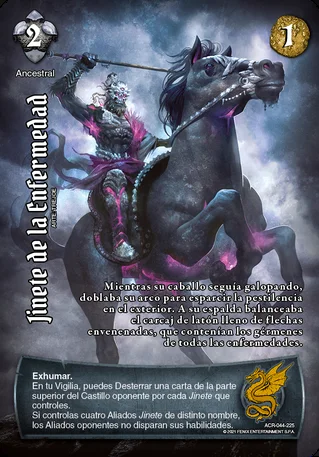 2
1
Ancestral
Jinete de la Enfermedad
Mientras su caballo seguía galopando,
doblaba su arco para esparcir la pestilencia
en el exterior. A su espalda balanceaba
el carcaj de latón lleno de flechas
envenenadas, que contenían los gérmenes
de todas las enfermedades.
Exhumar.
En tu Vigilia, puedes Desterrar una carta de la parte
superior del Castillo oponente por cada Jinete que
controles.
Si controlas cuatro Aliados Jinete de distinto nombre,
los Aliados oponentes no disparan sus habilidades.
ACR-044-225
© 2021 FENIX ENTERTAINMENT S.P.A.